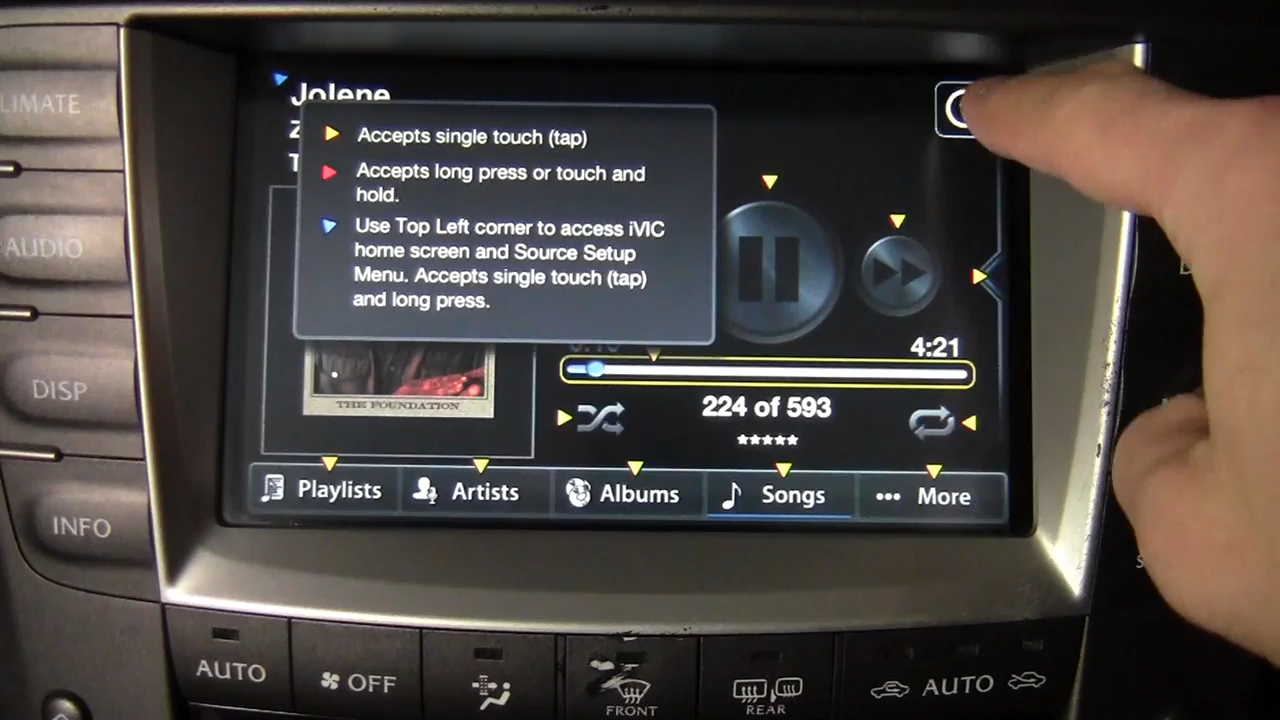 LIMATE
AUDIO
DISP
INFO
Jolene
Z
T
Accepts single touch (tap)
Accepts long press or touch and
hold.
Use Top Left corner to access iVIC
home screen and Source Setup
Menu. Accepts single touch (tap)
and long press.
THE FOUNDATION
4:21
224 of 593
*****
Playlists
Artists
Albums
Songs
••• More
AUTO
OFF
FRONT
REAR
AUTO